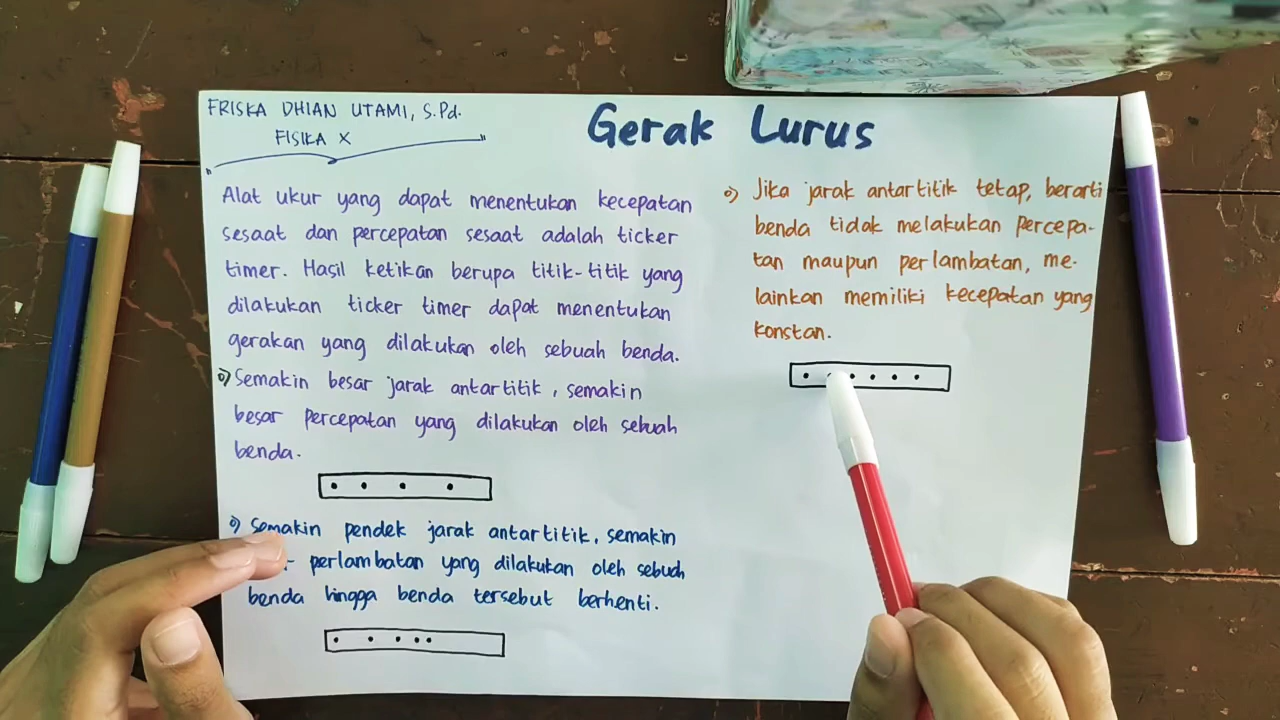 FRISKA DHIAN UTAMI, S.Pd.
FISIKA X
Gerak Lurus
Alat ukur yang dapat menentukan kecepatan
sesaat dan percepatan sesaat adalah ticker
timer. Hasil ketikan berupa titik-titik yang
dilakukan ticker timer dapat menentukan
gerakan yang dilakukan oleh sebuah benda.
Semakin besar jarak antartitik, semakin
besar percepatan yang dilakukan oleh sebuah
benda.
Semakin pendek jarak antartitik, semakin
perlambatan yang dilakukan oleh sebuah
benda hingga benda tersebut berhenti.
Jika jarak antartitik tetap, berarti
benda tidak melakukan percepa-
tan maupun perlambatan, me-
lainkan memiliki kecepatan yang
konstan.